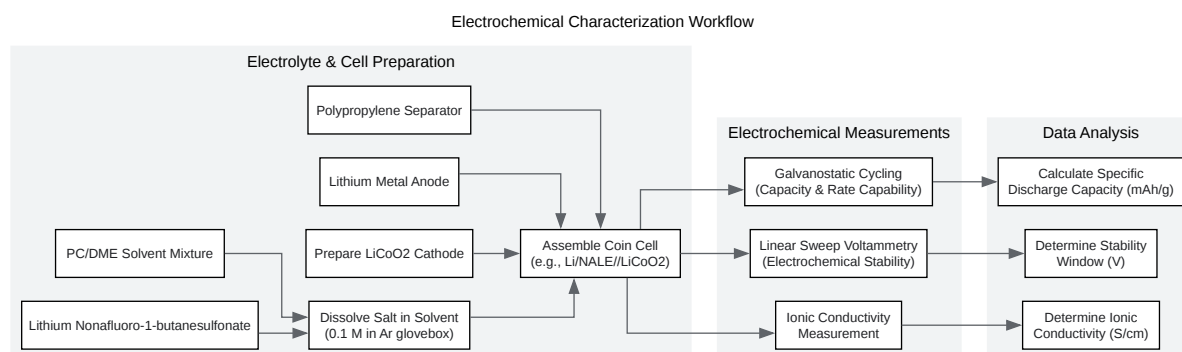 Electrochemical Characterization Workflow
Electrolyte & Cell Preparation
Polypropylene Separator
Lithium Metal Anode
PC/DME Solvent Mixture
Prepare LiCoO2 Cathode
Assemble Coin Cell
(e.g., Li/NALE//LiCoO2)
Lithium Nonafluoro-1-butanesulfonate
Dissolve Salt in Solvent
(0.1 M in Ar glovebox)
Electrochemical Measurements
Galvanostatic Cycling
(Capacity & Rate Capability)
Linear Sweep Voltammetry
(Electrochemical Stability)
Ionic Conductivity
Measurement
Data Analysis
Calculate Specific
Discharge Capacity (mAh/g)
Determine Stability
Window (V)
Determine Ionic
Conductivity (S/cm)